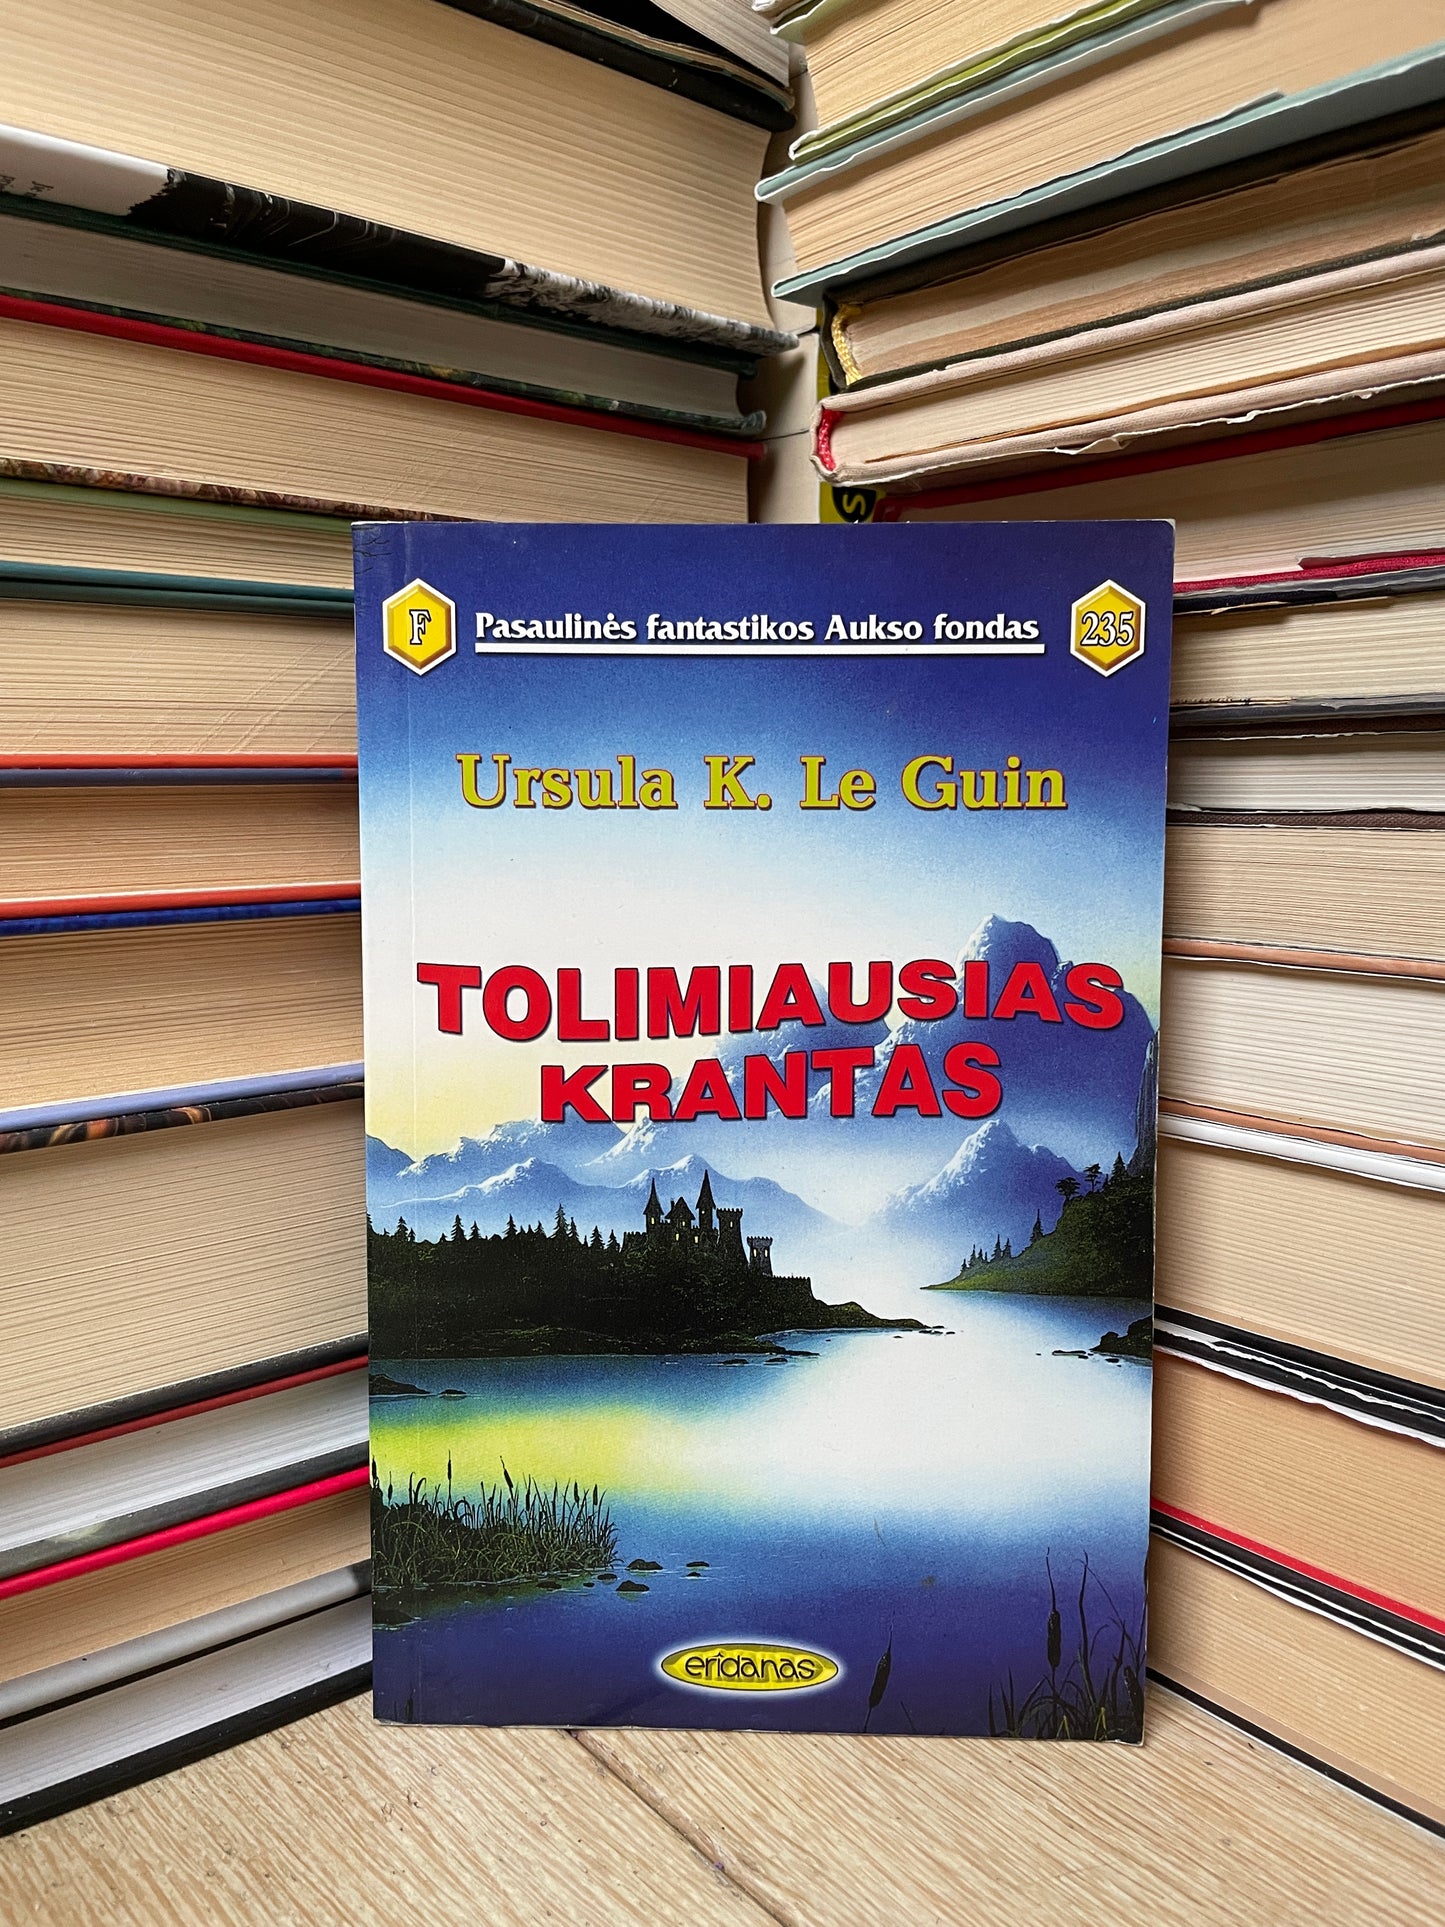 F Pasaulinės fantastikos Aukso fondas 235
Ursula K. Le Guin
TOLIMIAUSIAS
KRANTAS
eridanas